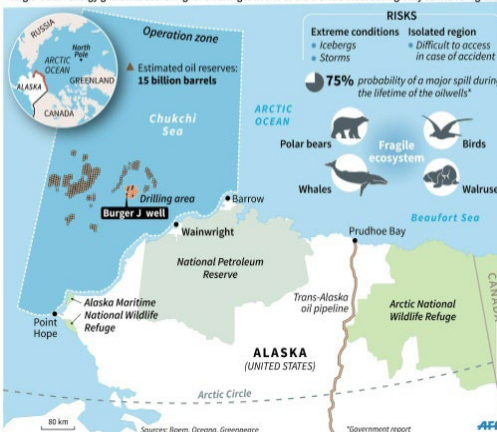 RISKS
Operation zone
Extreme conditions
Isolated region
• Icebergs
• Storms
• Difficult to access
in case of accident
RUSSIA
North
Pole
ARCTIC
OCEAN
GREENLAND
ALASKA
CANADA
Estimated oil reserves:
15 billion barrels
75% probability of a major spill
the lifetime of the oilwells*
Chukchi
Sea
ARCTIC
OCEAN
Polar bears
Birds
Fragile
ecosystem
Whales
Drilling area
Burger J well
Barrow
Wainwright
Beaufort Sea
Prudhoe Bay
National Petroleum
Reserve
Alaska Maritime
National Wildlife
Refuge
Point
Hope
Trans-Alaska
oil pipeline
Arctic National
Wildlife Refuge
ALASKA
(UNITED STATES)
Arctic Circle
80 km
Sources: Boem, Oceana, Greenpeace
*Government report